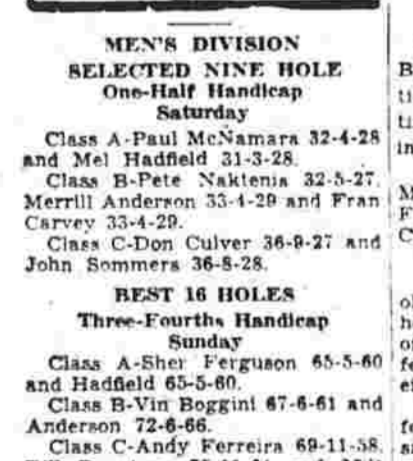 MEN'S DIVISION
SELECTED NINE HOLE
One-Half Handicap
Saturday
Class A-Paul McNamara 32-4-28
and Mel Hadfield 31-3-28.
Class B-Pete Naktenis 32-5-27,
Merrill Anderson 33-4-29 and Fran
Carvey 33-4-29.
Class C-Don Culver 36-9-27 and
John Sommers 36-8-28.
BEST 16 HOLES
Three-Fourths Handicap
Sunday
Class A-Sher Ferguson 65-5-60
and Hadfield 65-5-60.
Class B-Vin Boggini 67-6-61 and
Anderson 72-6-66.
Class C-Andy Ferreira 69-11-58,